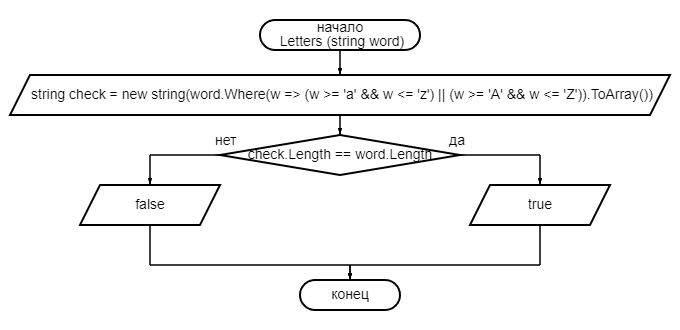 начало
Letters (string word)
string check = new string(word.Where(w => (w >= 'a' && w <= 'z') || (w >= 'A' && w <= 'Z')).ToArray())
нет
да
check.Length == word.Length
false
true
конец